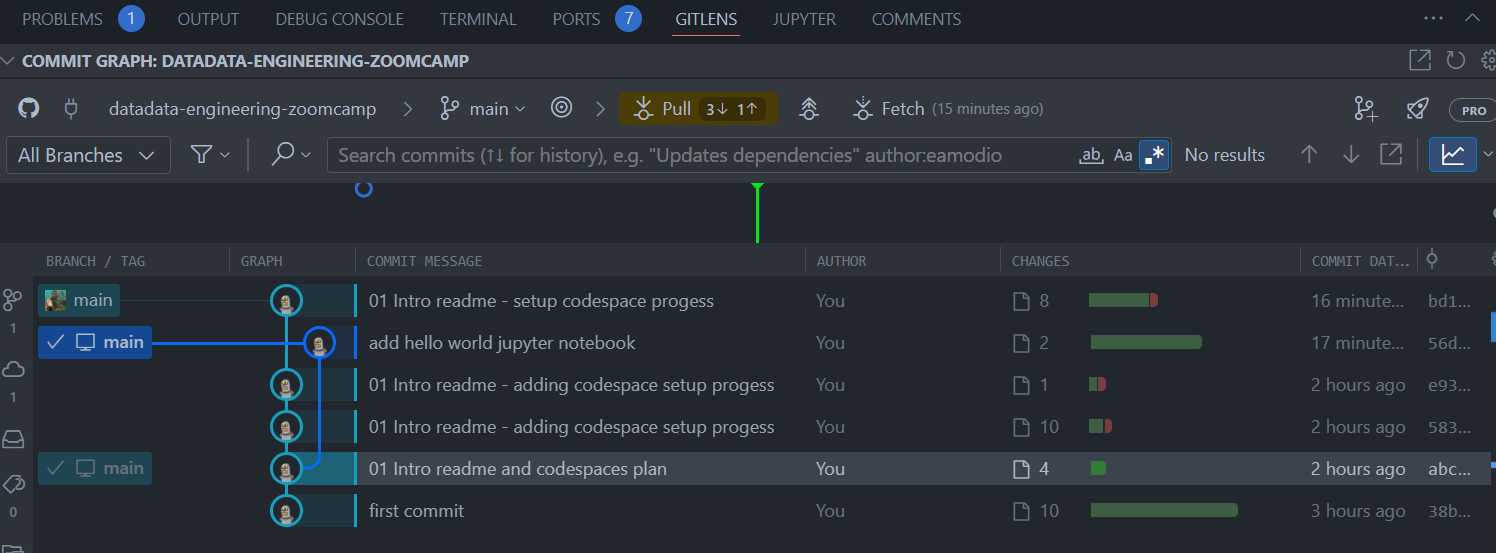 PROBLEMS 1 OUTPUT DEBUG CONSOLE TERMINAL PORTS 7 GITLENS JUPYTER COMMENTS
COMMIT GRAPH: DATADATA-ENGINEERING-ZOOMCAMP
datadata-engineering-zoomcamp main Pull 3↓ 1↑ Fetch (15 minutes ago) PRO
All Branches Search commits (↑↓ for history), e.g. "Updates dependencies" author:eamodio ab Aa .* No results
BRANCH / TAG GRAPH COMMIT MESSAGE AUTHOR CHANGES COMMIT DAT...
main 01 Intro readme - setup codespace progess You 8 16 minute... bd1...
1
main add hello world jupyter notebook You 2 17 minute... 56d...
01 Intro readme - adding codespace setup progess You 1 2 hours ago e93...
1
01 Intro readme - adding codespace setup progess You 10 2 hours ago 583...
main 01 Intro readme and codespaces plan You 4 2 hours ago abc...
0
first commit You 10 3 hours ago 38b...